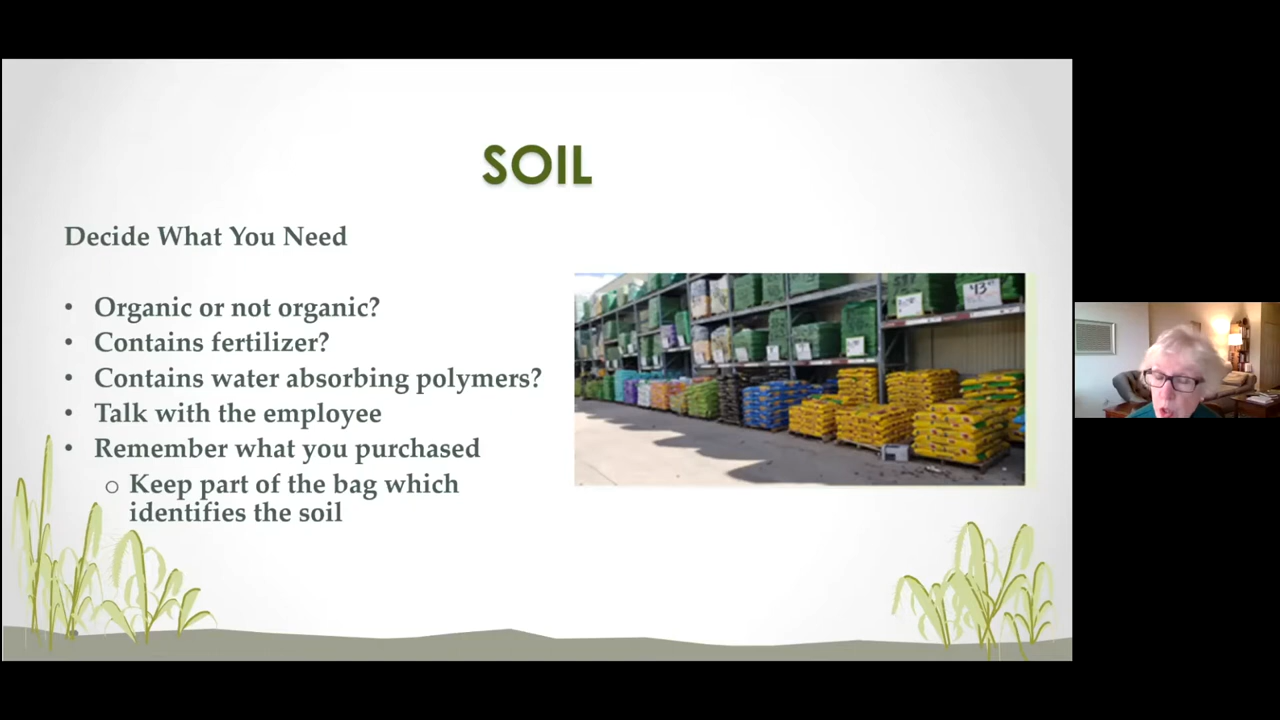 SOIL
Decide What You Need
• Organic or not organic?
• Contains fertilizer?
• Contains water absorbing polymers?
• Talk with the employee
• Remember what you purchased
o Keep part of the bag which
identifies the soil